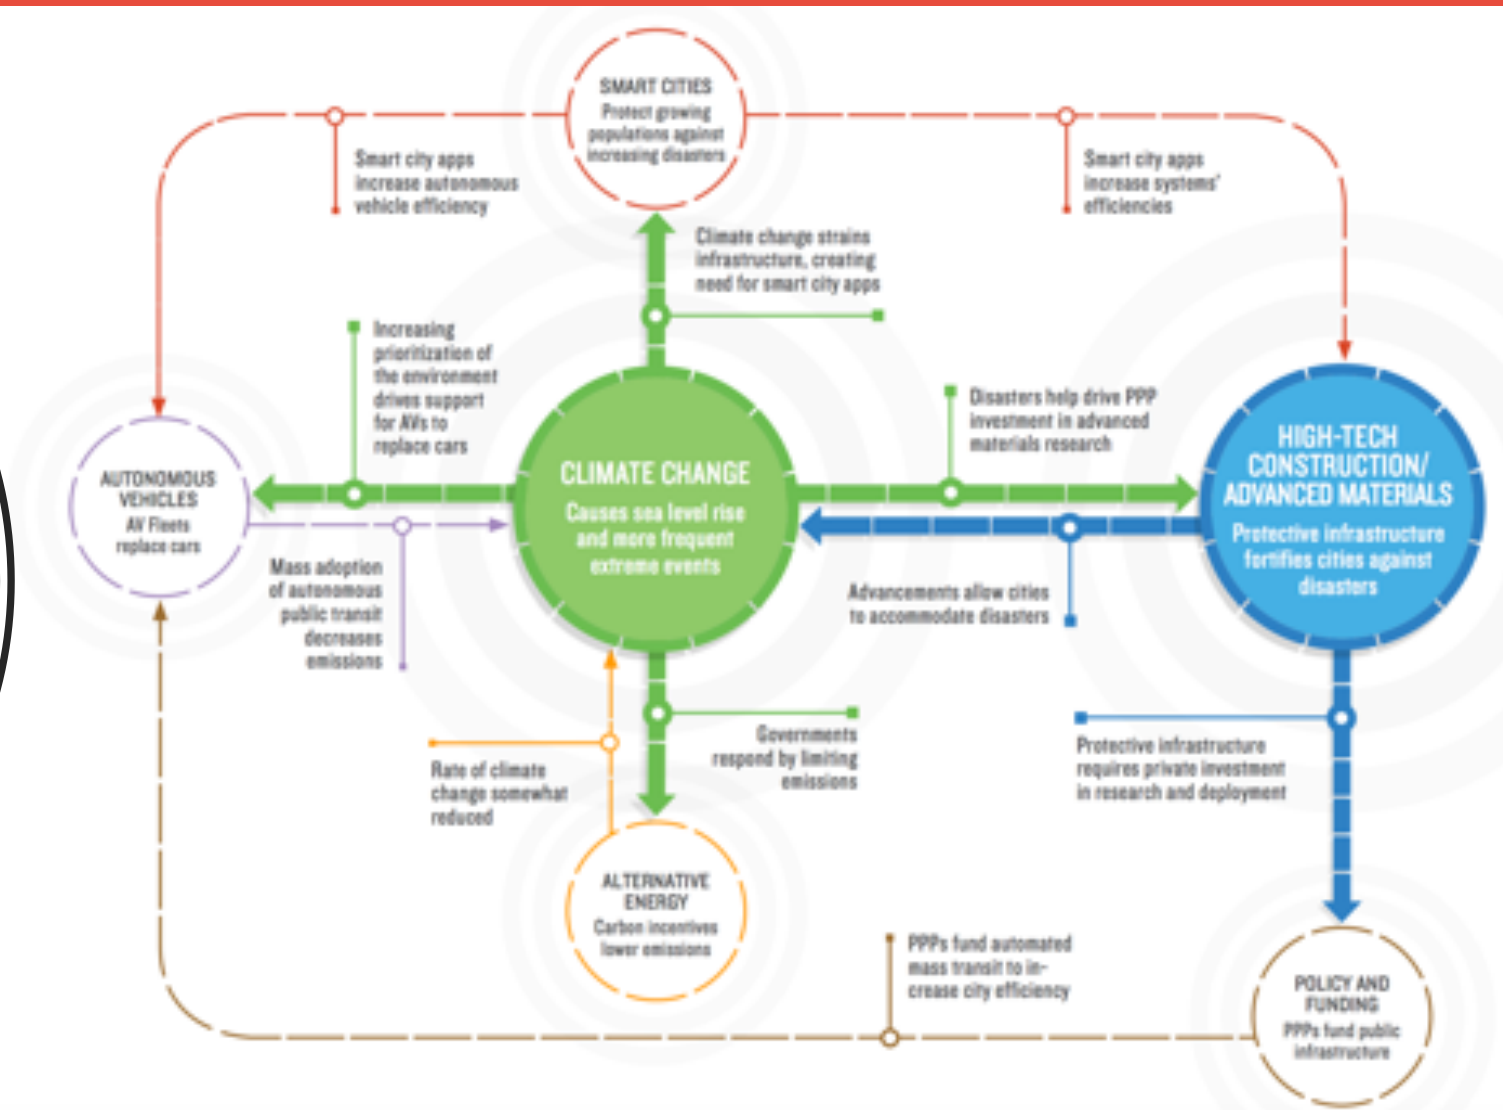 SMART CITIES
Protect growing
populations against
increasing disasters
Smart city apps
increase autonomous
vehicle efficiency
Smart city apps
increase systems'
efficiencies
Climate change strains
infrastructure, creating
need for smart city apps
Increasing
prioritization of
the environment
drives support
for AVs to
replace cars
Disasters help drive PPP
investment in advanced
materials research
AUTONOMOUS
VEHICLES
AV Fleets
replace cars
CLIMATE CHANGE
Causes sea level rise
and more frequent
extreme events
HIGH-TECH
CONSTRUCTION/
ADVANCED MATERIALS
Protective infrastructure
fortifies cities against
disasters
Mass adoption
of autonomous
public transit
decreases
emissions
Advancements allow cities
to accommodate disasters
Rate of climate
change somewhat
reduced
Governments
respond by limiting
emissions
Protective infrastructure
requires private investment
in research and deployment
ALTERNATIVE
ENERGY
Carbon incentives
lower emissions
PPPs fund automated
mass transit to in-
crease city efficiency
POLICY AND
FUNDING
PPPs fund public
infrastructure